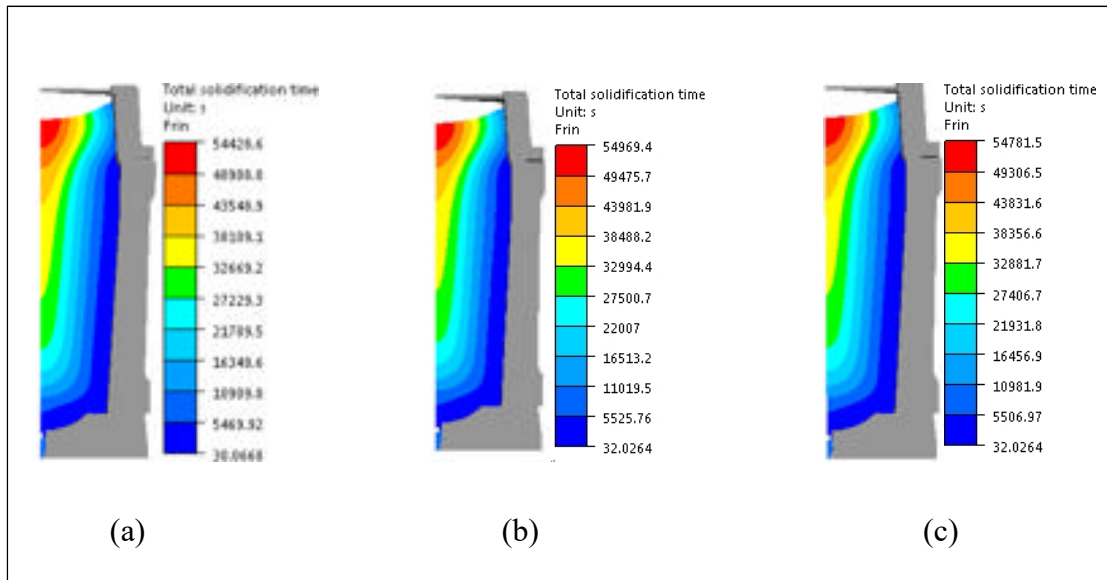 Total solidification time
Unit: s
Frin
54428.6
48988.8
43548.9
38109.1
32669.2
27229.3
21789.5
16349.6
10909.8
5469.92
30.0668
(a)
Total solidification time
Unit: s
Frin
54969.4
49475.7
43981.9
38488.2
32994.4
27500.7
22007
16513.2
11019.5
5525.76
32.0264
(b)
Total solidification time
Unit: s
Frin
54781.5
49306.5
43831.6
38356.6
32881.7
27406.7
21931.8
16456.9
10981.9
5506.97
32.0264
(c)